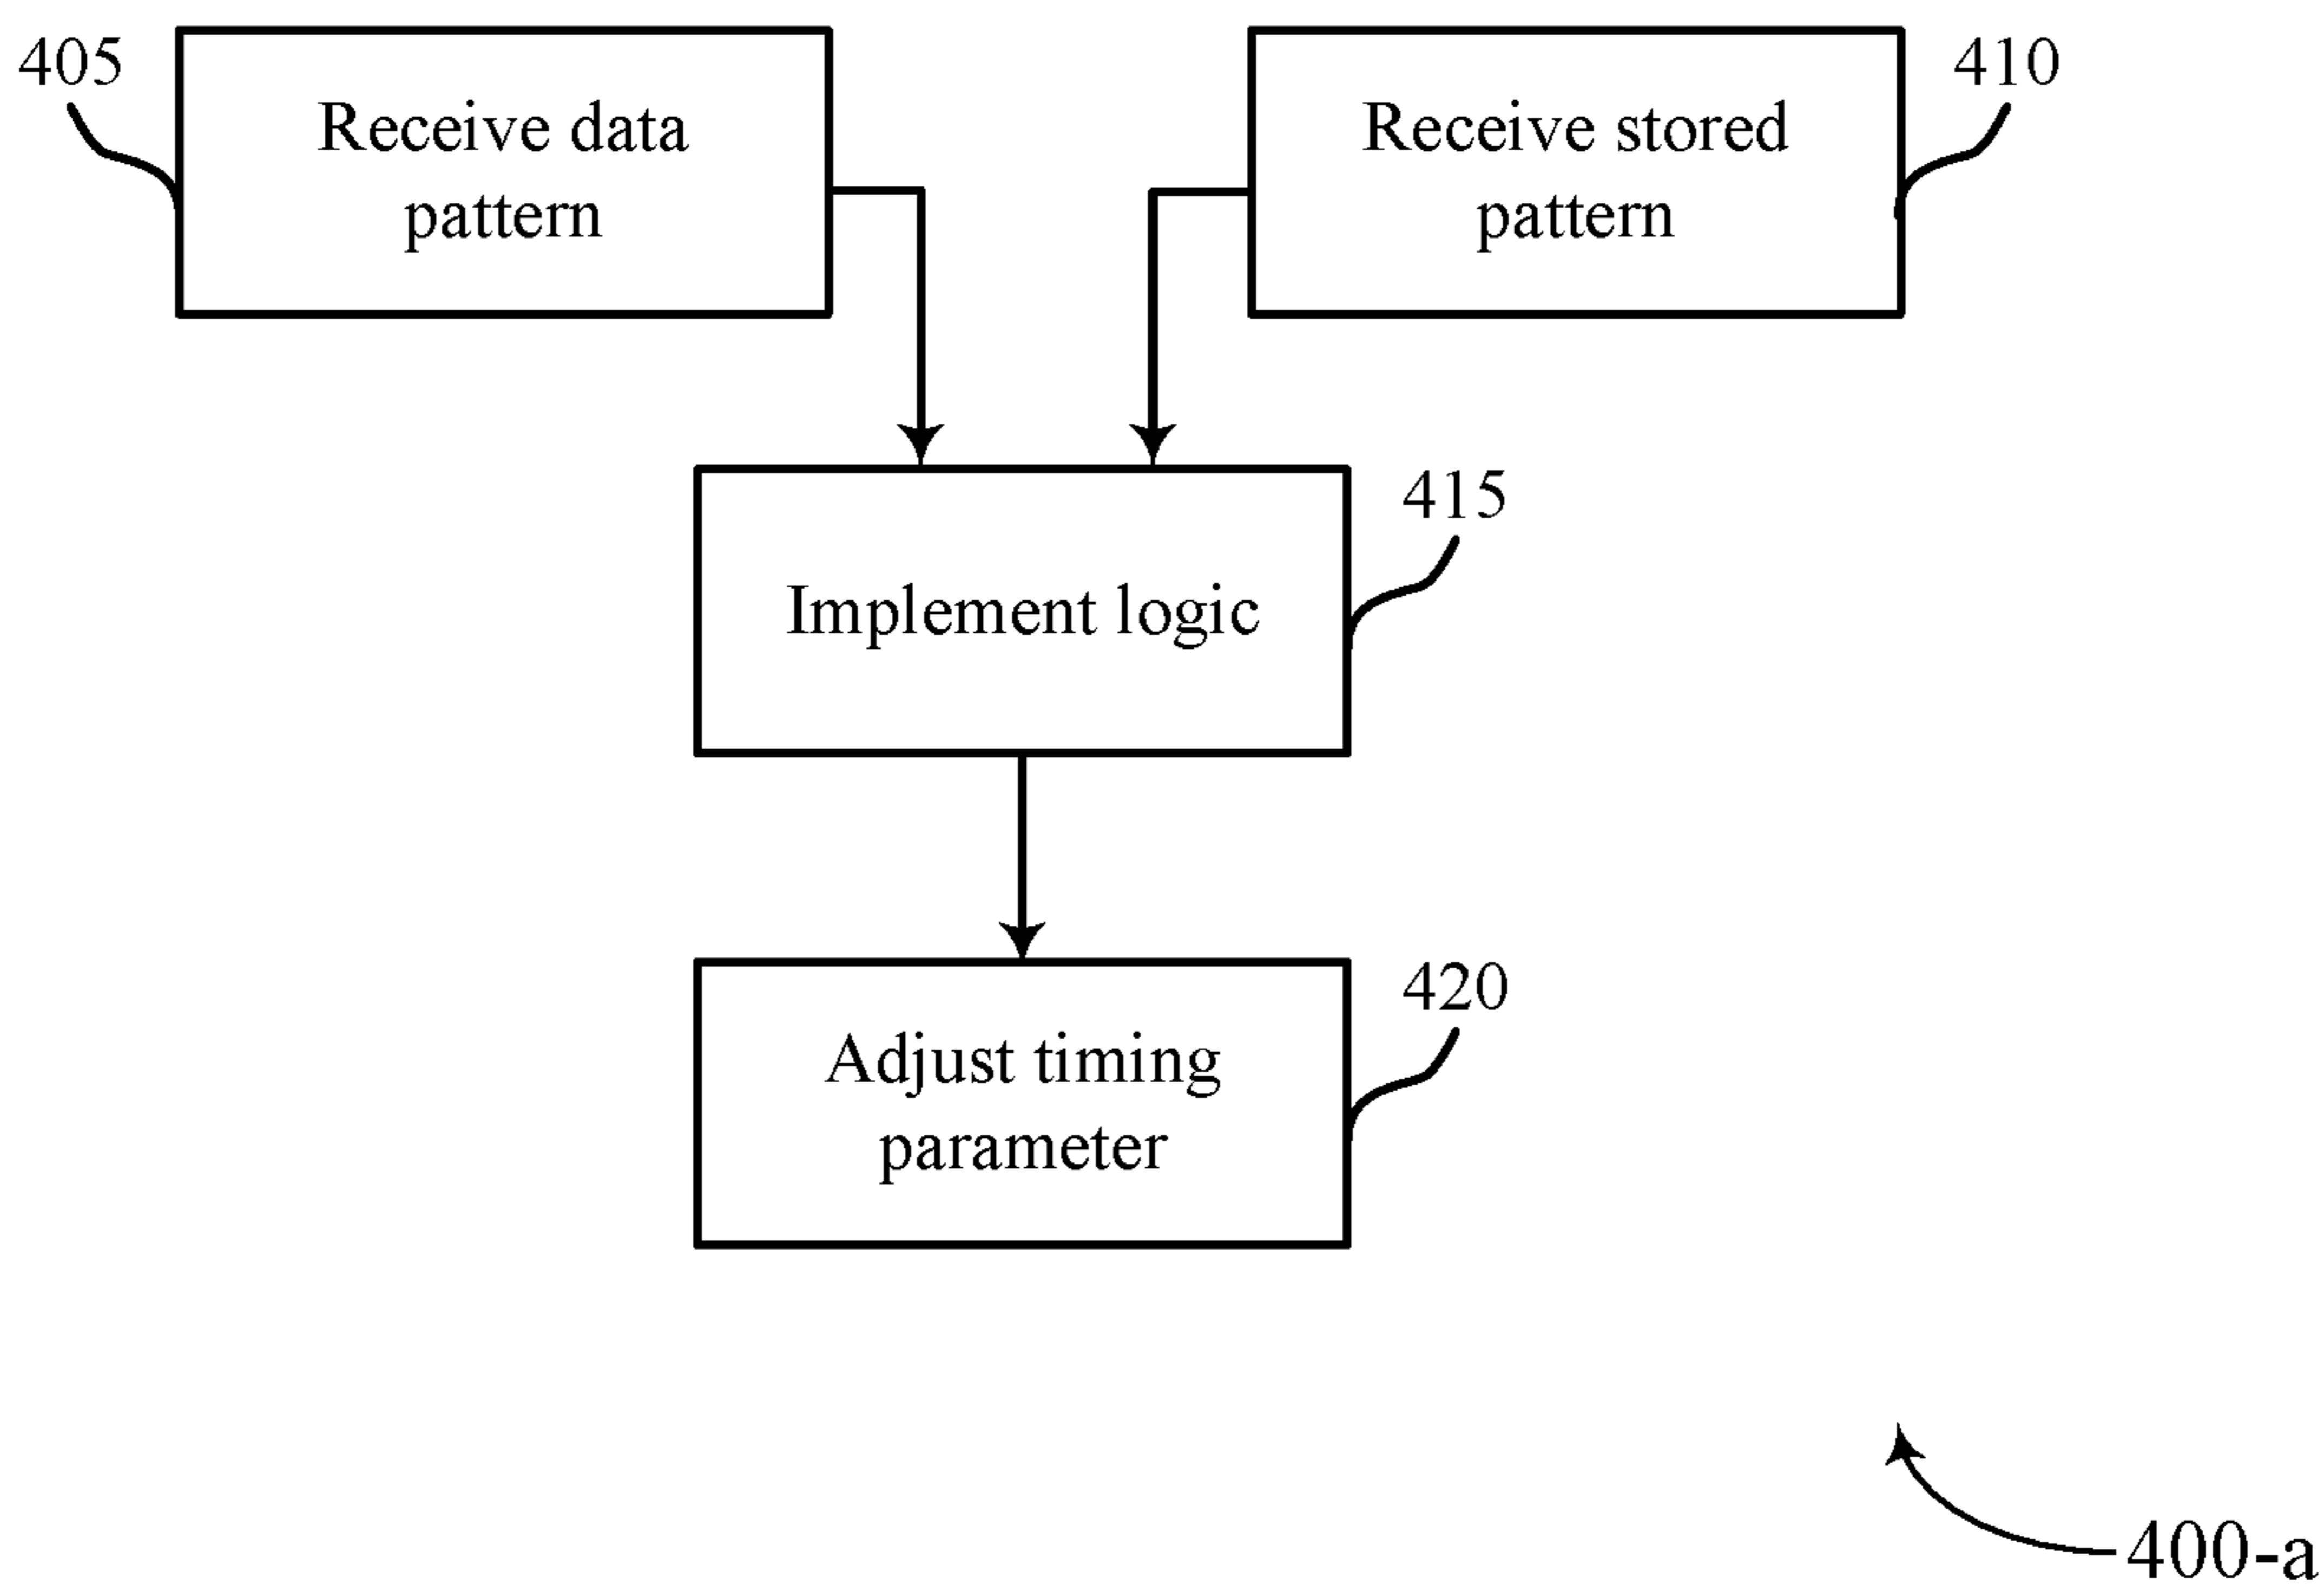 405
Receive data
pattern
Receive stored
pattern
410
Implement logic
415
Adjust timing
parameter
420
400-a